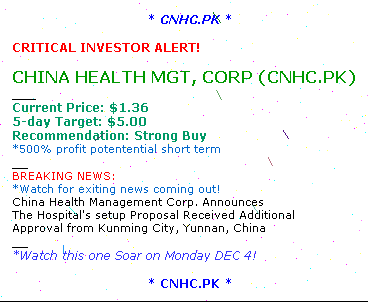 * CNHC.PK *
CRITICAL INVESTOR ALERT!
CHINA HEALTH MGT, CORP (CNHC.PK)
Current Price: $1.36
5-day Target: $5.00
Recommendation: Strong Buy
*500% profit potentential short term
BREAKING NEWS:
*Watch for exiting news coming out!
China Health Management Corp. Announces
The Hospital's setup Proposal Received Additional
Approval from Kunming City, Yunnan, China
*Watch this one Soar on Monday DEC 4!
* CNHC.PK *